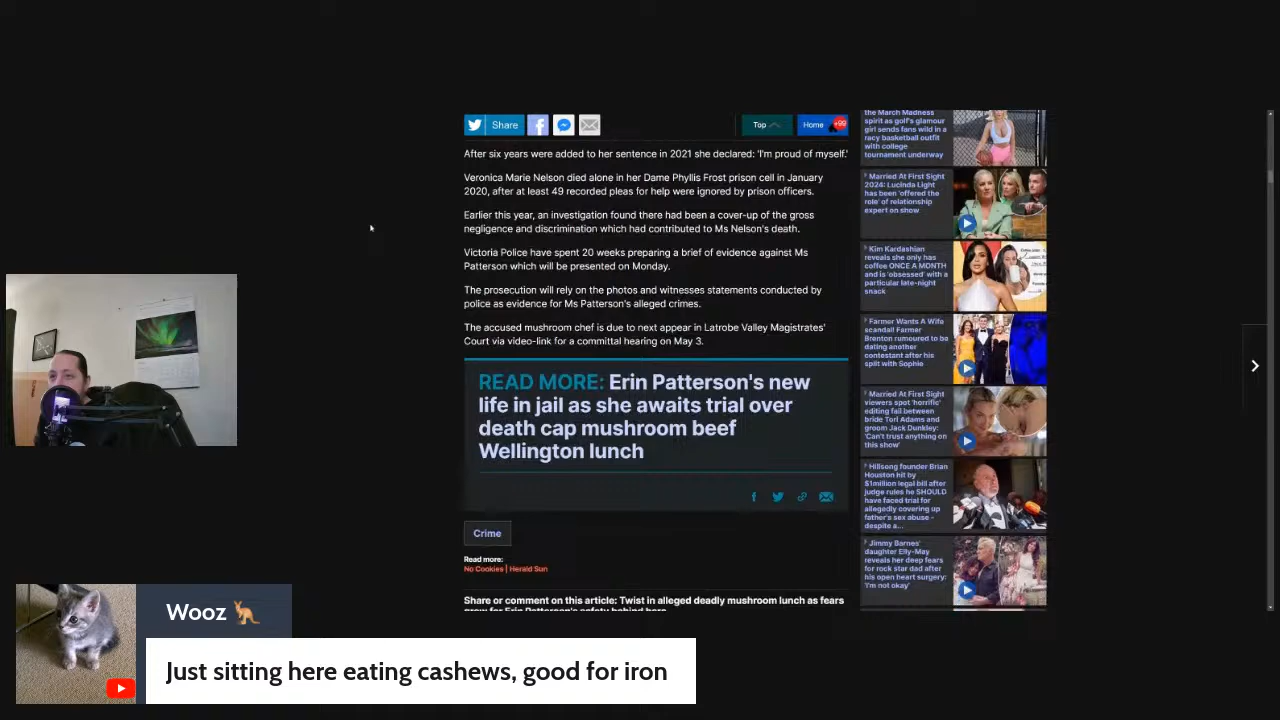 Share
Top
Home
+99
After six years were added to her sentence in 2021 she declared: 'I'm proud of myself.'
Veronica Marie Nelson died alone in her Dame Phyllis Frost prison cell in January
2020, after at least 49 recorded pleas for help were ignored by prison officers.
Earlier this year, an investigation found there had been a cover-up of the gross
negligence and discrimination which had contributed to Ms Nelson's death.
Victoria Police have spent 20 weeks preparing a brief of evidence against Ms
Patterson which will be presented on Monday.
The prosecution will rely on the photos and witnesses statements conducted by
police as evidence for Ms Patterson's alleged crimes.
The accused mushroom chef is due to next appear in Latrobe Valley Magistrates'
Court via video-link for a committal hearing on May 3.
READ MORE: Erin Patterson's new
life in jail as she awaits trial over
death cap mushroom beef
Wellington lunch
Crime
Read more:
No Cookies | Herald Sun
Share or comment on this article: Twist in alleged deadly mushroom lunch as fears
grow for Erin Patterson's safety behind bars
the March Madness
spirit as golf's glamour
girl sends fans wild in a
racy basketball outfit
with college
tournament underway
Married At First Sight
2024: Lucinda Light
has been 'offered the
role' of relationship
expert on show
Kim Kardashian
reveals she only has
coffee ONCE A MONTH
and is 'obsessed' with a
particular late-night
snack
Farmer Wants A Wife
scandal! Farmer
Brenton rumoured to be
dating another
contestant after his
split with Sophie
Married At First Sight
viewers spot 'horrific'
editing fail between
bride Tori Adams and
groom Jack Dunkley:
'Can't trust anything on
this show'
Hillsong founder Brian
Houston hit by
$1million legal bill after
judge rules he SHOULD
have faced trial for
allegedly covering up
father's sex abuse -
despite a...
Jimmy Barnes'
daughter Elly-May
reveals her deep fears
for rock star dad after
his open heart surgery:
'I'm not okay'
Wooz 🦘
Just sitting here eating cashews, good for iron